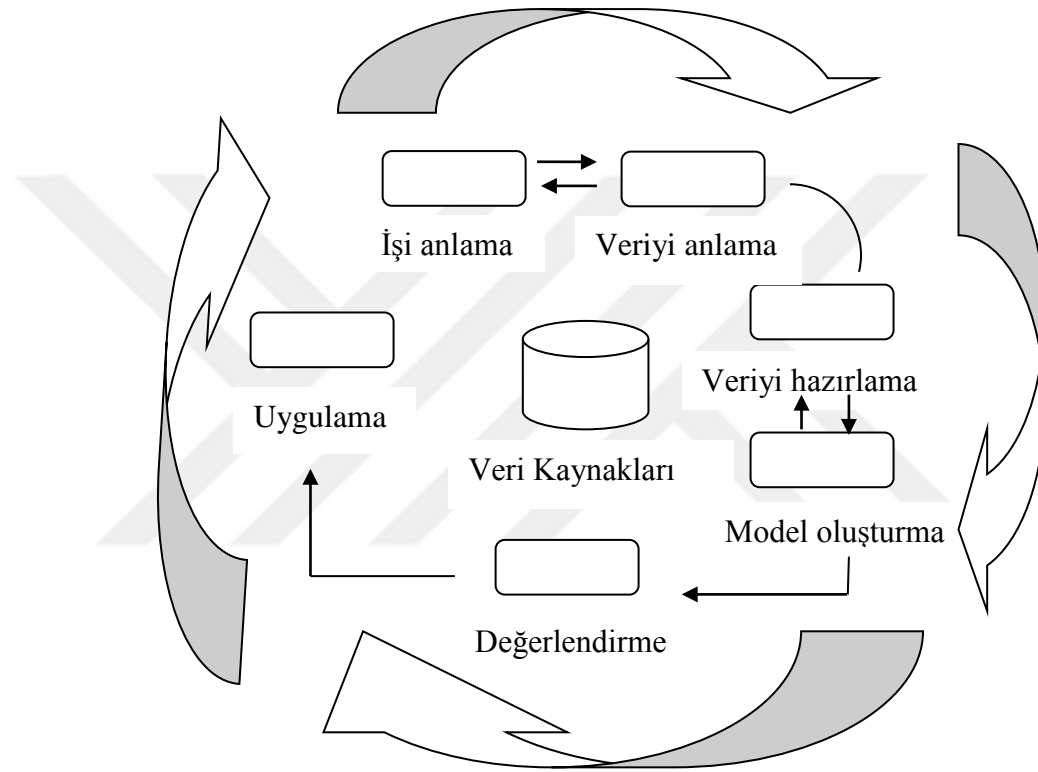 İşi anlama
Veriyi anlama
Veriyi hazırlama
Uygulama
Veri Kaynakları
Model oluşturma
Değerlendirme